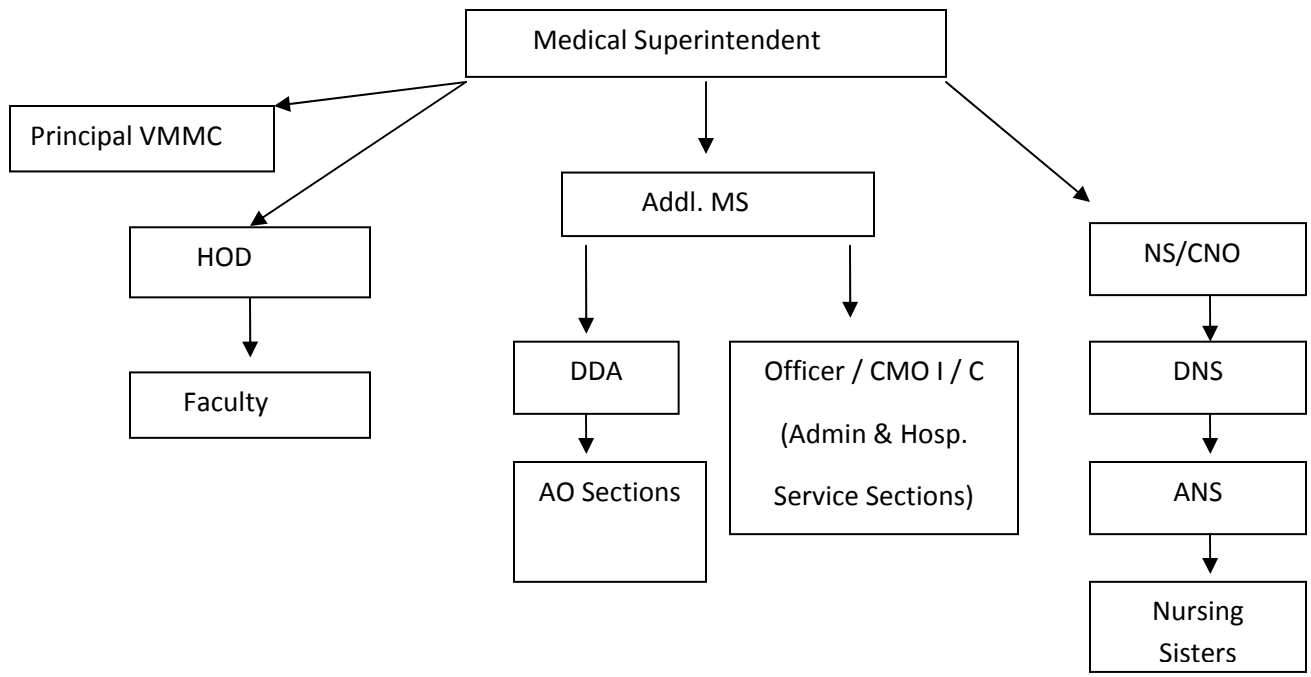 Medical Superintendent
Principal VMMC
Addl. MS
HOD
NS/CNO
DDA
Officer / CMO I / C
(Admin & Hosp.
Service Sections)
DNS
Faculty
AO Sections
ANS
Nursing
Sisters